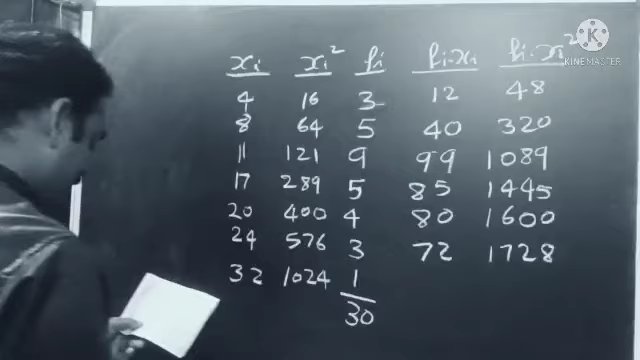 xi xi² fi fi·xi fi·xi²
4 16 3 12 48
8 64 5 40 320
11 121 9 99 1089
17 289 5 85 1445
20 400 4 80 1600
24 576 3 72 1728
32 1024 1
30
KINEMASTER